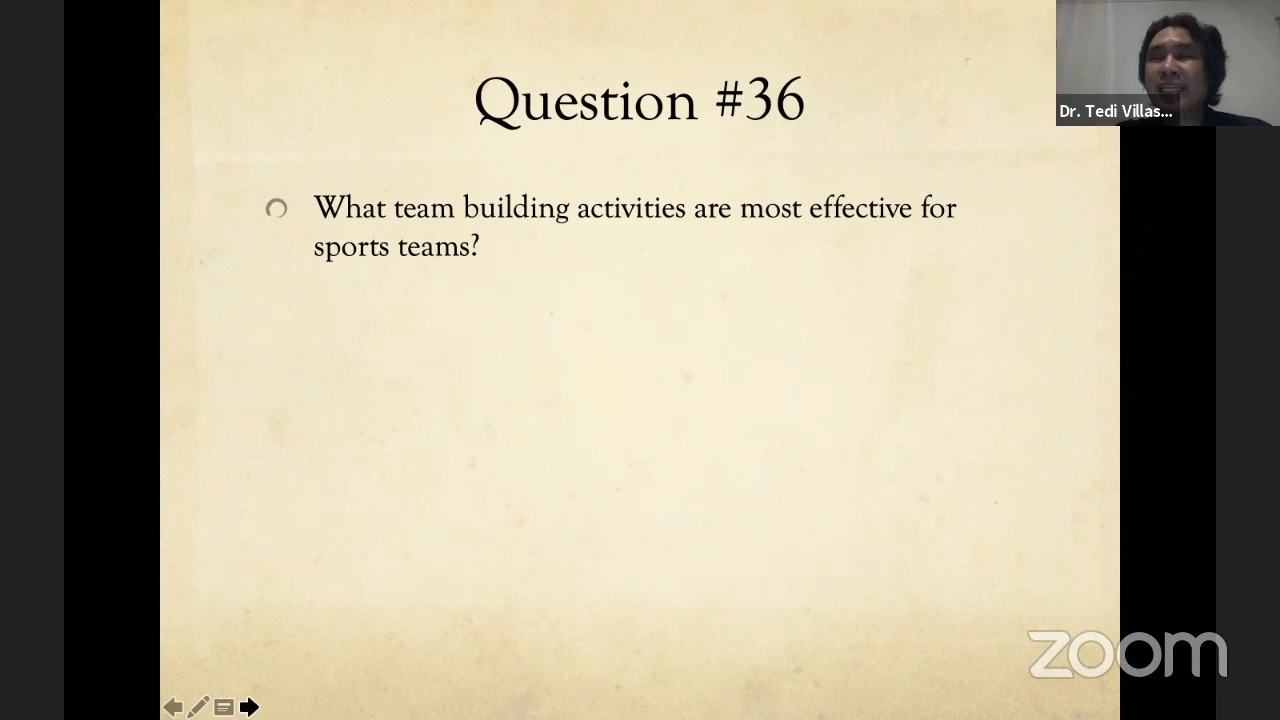 Question #36
What team building activities are most effective for
sports teams?
Dr. Tedi Villas...
zoom